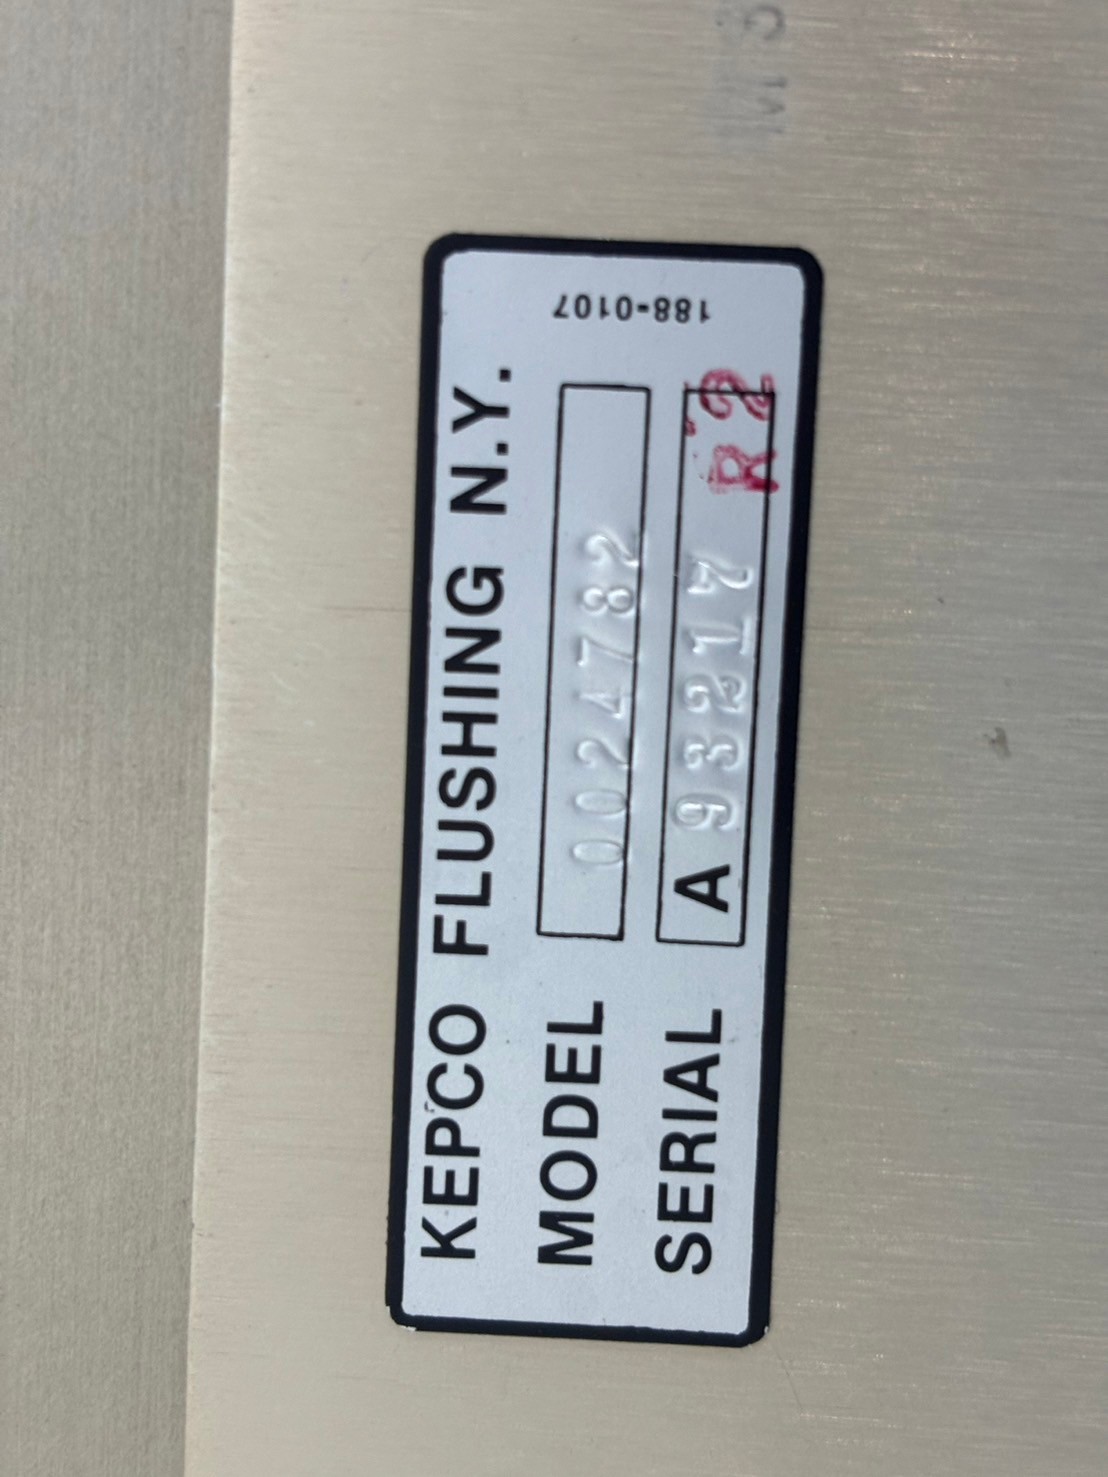 KEPCO FLUSHING N.Y.
MODEL 0024782
SERIAL A 93217 R2
188-0107